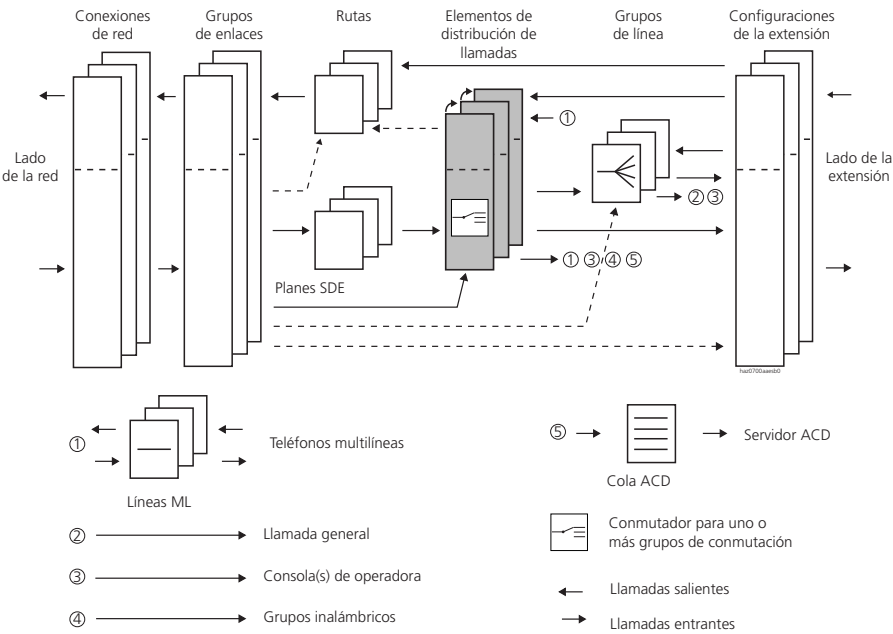 Conexiones
de red
Grupos
de enlaces
Rutas
Elementos de
distribución de
llamadas
Grupos
de línea
Configuraciones
de la extensión
①
Lado
de la red
Lado de la
extensión
②③
①③④⑤
Planes SDE
haz0700aaesb0
①
Teléfonos multilíneas
Líneas ML
⑤
Servidor ACD
Cola ACD
②
Llamada general
Conmutador para uno o
más grupos de conmutación
③
Consola(s) de operadora
Llamadas salientes
④
Grupos inalámbricos
Llamadas entrantes